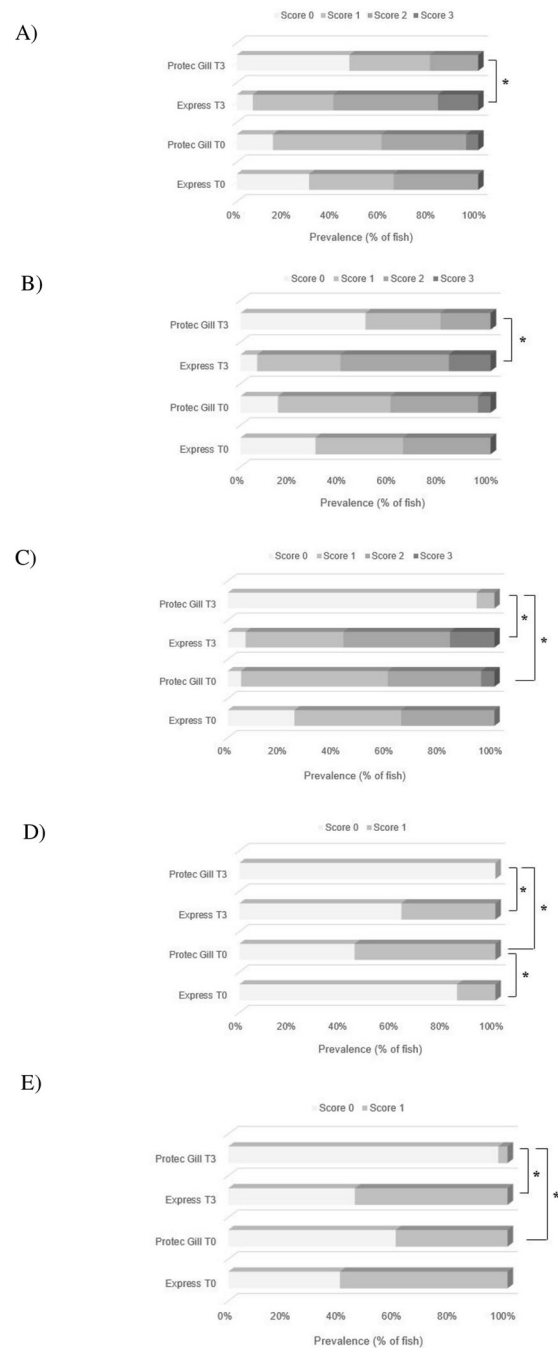 A)
Score 0 Score 1 Score 2 Score 3
Protec Gill T3
*
Express T3
Protec Gill T0
Express T0
0% 20% 40% 60% 80% 100%
Prevalence (% of fish)
B)
Score 0 Score 1 Score 2 Score 3
Protec Gill T3
*
Express T3
Protec Gill T0
Express T0
0% 20% 40% 60% 80% 100%
Prevalence (% of fish)
C)
Score 0 Score 1 Score 2 Score 3
Protec Gill T3
*
Express T3
*
Protec Gill T0
Express T0
0% 20% 40% 60% 80% 100%
Prevalence (% of fish)
D)
Score 0 Score 1
Protec Gill T3
*
Express T3
*
Protec Gill T0
*
Express T0
0% 20% 40% 60% 80% 100%
Prevalence (% of fish)
E)
Score 0 Score 1
Protec Gill T3
*
Express T3
*
Protec Gill T0
Express T0
0% 20% 40% 60% 80% 100%
Prevalence (% of fish)